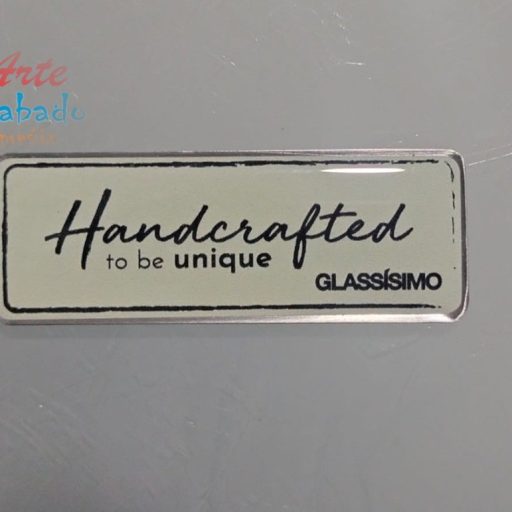 Arte
Handcrafted
to be unique
GLASSÍSIMO